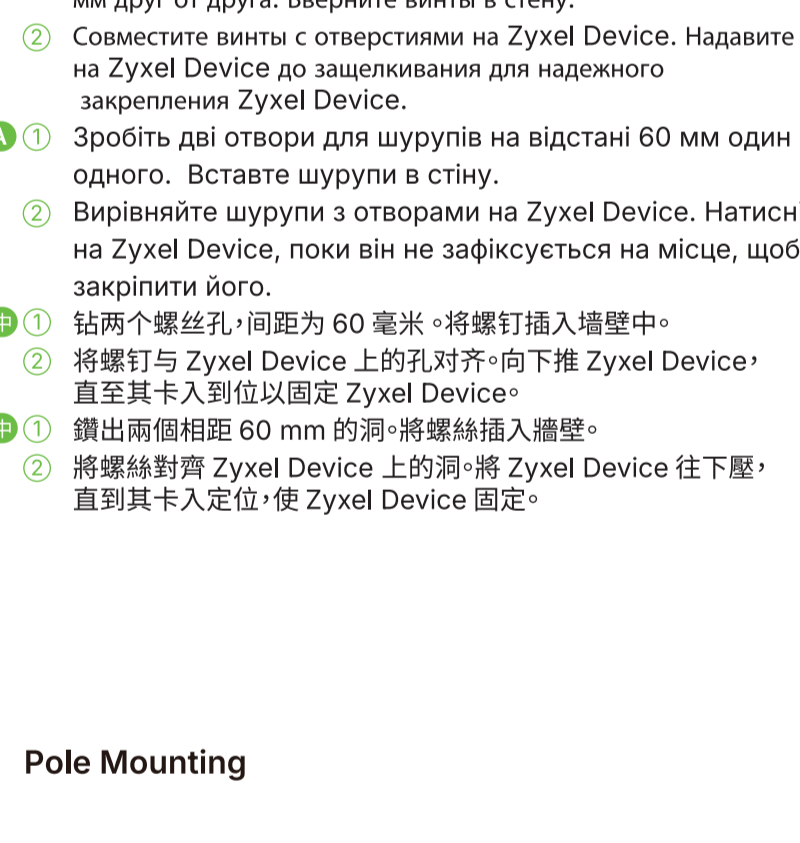 мм друг от друга. Вверните винты в стену.
② Совместите винты с отверстиями на Zyxel Device. Надавите
на Zyxel Device до защелкивания для надежного
закрепления Zyxel Device.
① Зробіть дві отвори для шурупів на відстані 60 мм один
одного. Вставте шурупи в стіну.
② Вирівняйте шурупи з отворами на Zyxel Device. Натисн
на Zyxel Device, поки він не зафіксується на місце, щоб
закріпити його.
中 ① 钻两个螺丝孔,间距为 60 毫米 。将螺钉插入墙壁中。
② 将螺钉与 Zyxel Device 上的孔对齐。向下推 Zyxel Device,
直至其卡入到位以固定 Zyxel Device。
中 ① 鑽出兩個相距 60 mm 的洞。將螺絲插入牆壁。
② 將螺絲對齊 Zyxel Device 上的洞。將 Zyxel Device 往下壓,
直到其卡入定位,使 Zyxel Device 固定。
Pole Mounting